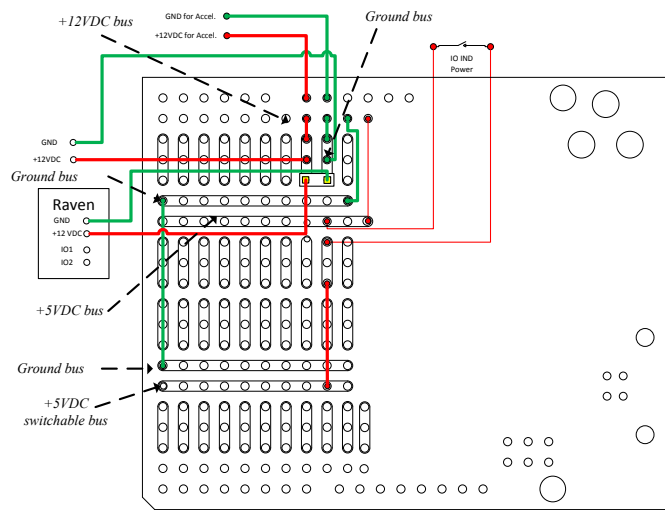 GND for Accel.
+12VDC bus
Ground bus
+12VDC for Accel.
IO IND
Power
GND
+12VDC
Ground bus
Raven
GND
+12 VDC
IO1
IO2
+5VDC bus
Ground bus
+5VDC
switchable bus